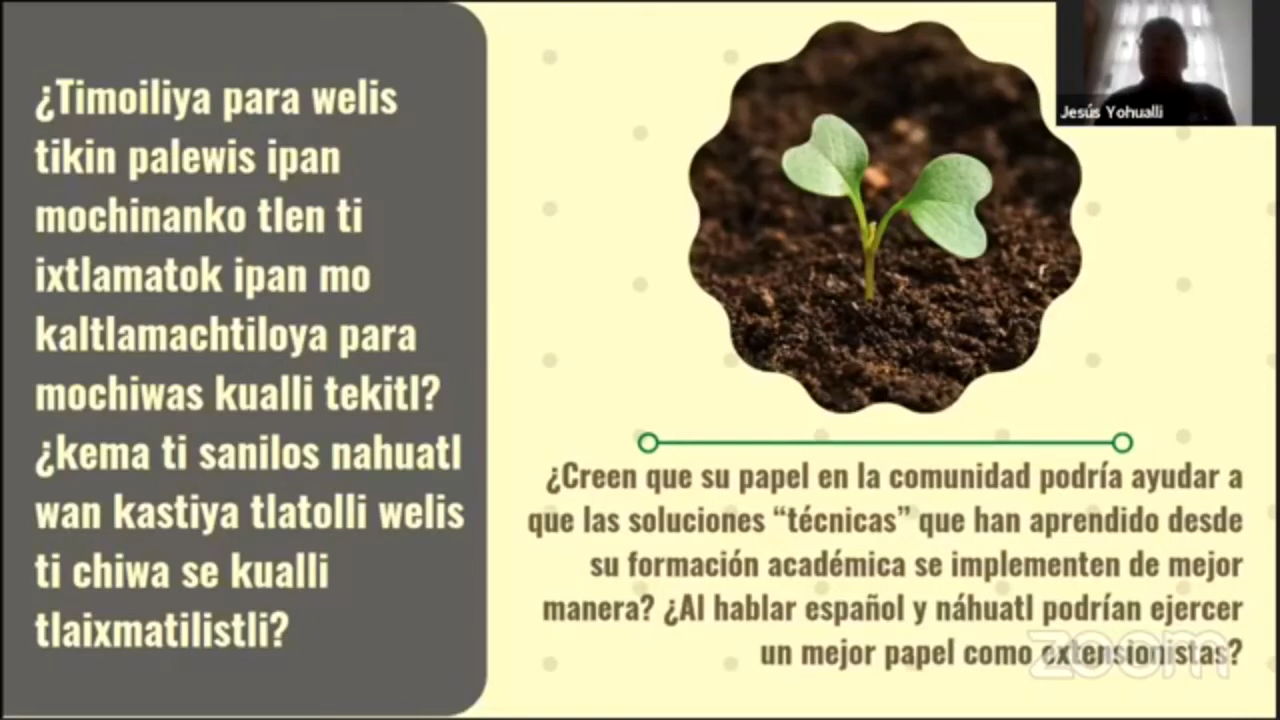 ¿Timoiliya para welis
tikin palewis ipan
mochinanko tlen ti
ixtlamatok ipan mo
kaltlamachtiloya para
mochiwas kualli tekitl?
¿kema ti sanilos nahuatl
wan kastiya tlatolli welis
ti chiwa se kualli
tlaixmatilistli?
Jesús Yohualli
¿Creen que su papel en la comunidad podría ayudar a
que las soluciones “técnicas” que han aprendido desde
su formación académica se implementen de mejor
manera? ¿Al hablar español y náhuatl podrían ejercer
un mejor papel como extensionistas?
zoom